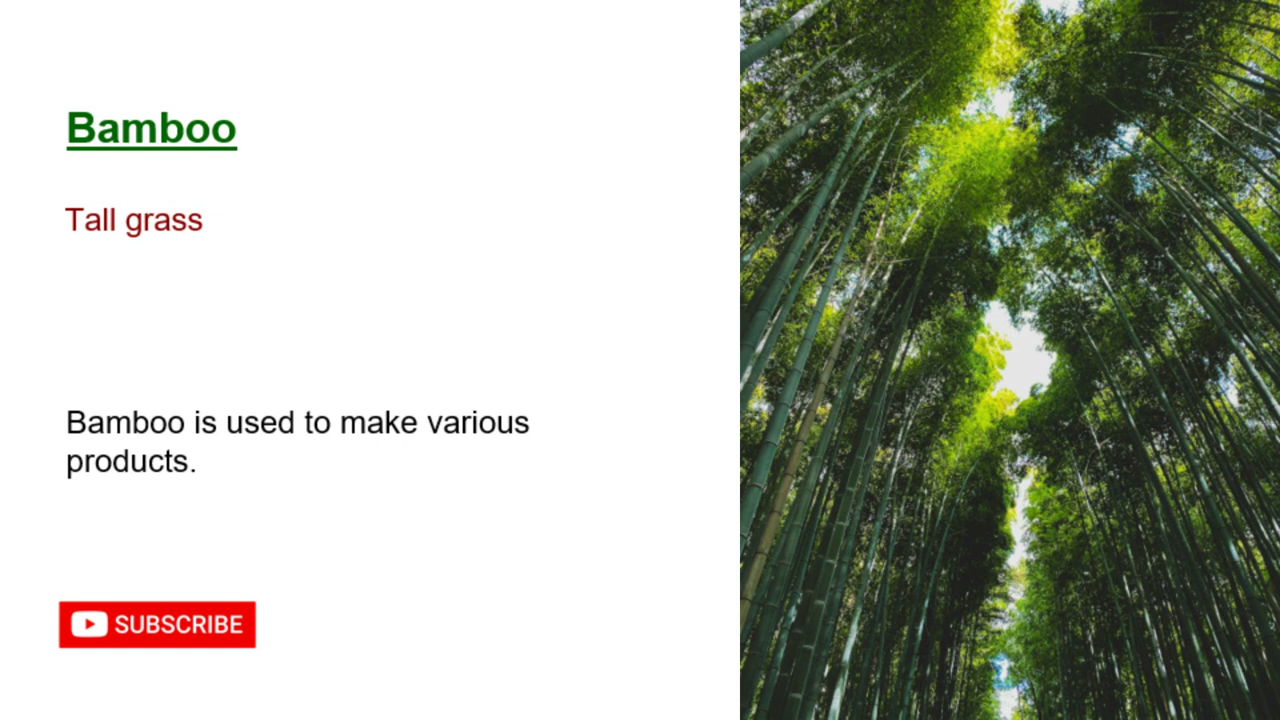 Bamboo
Tall grass
Bamboo is used to make various
products.
SUBSCRIBE